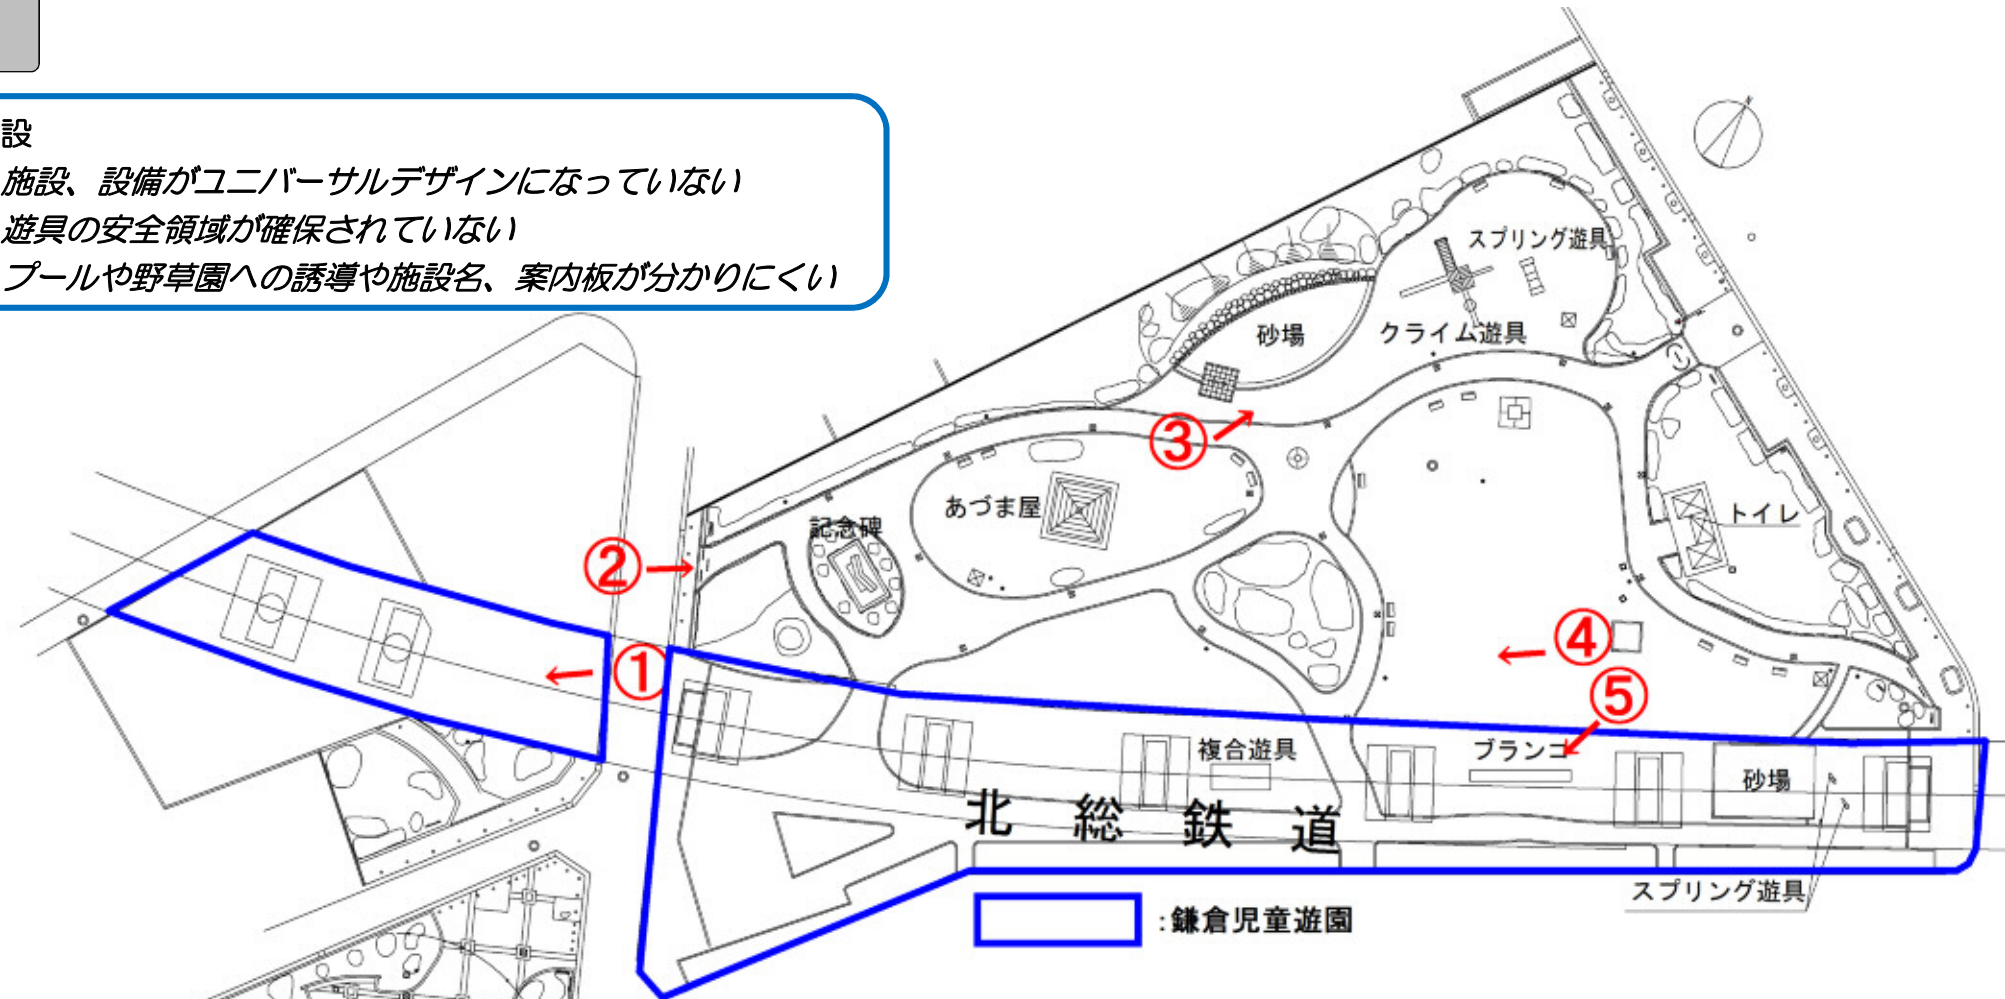 設
施設、設備がユニバーサルデザインになっていない
遊具の安全領域が確保されていない
プールや野草園への誘導や施設名、案内板が分かりにくい
スプリング遊具
砂場
クライム遊具
③
あづま屋
トイレ
記念碑
②
④
①
⑤
複合遊具
ブランコ
砂場
北総鉄道
スプリング遊具
:鎌倉児童遊園